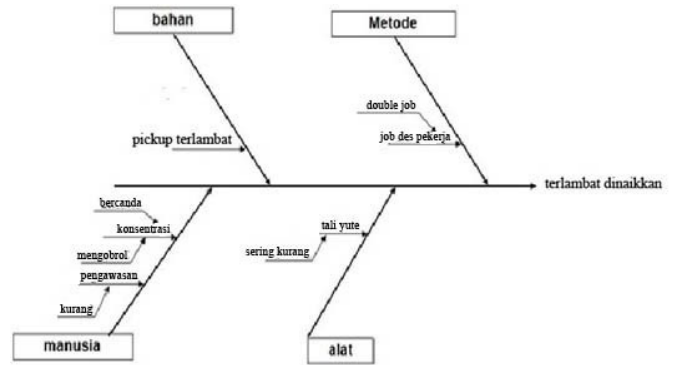 bahan
Metode
double job
pickup terlambat
job des pekerja
terlambat dinaikkan
bercanda
konsentrasi
tali yute
mengobrol
sering kurang
pengawasan
kurang
manusia
alat